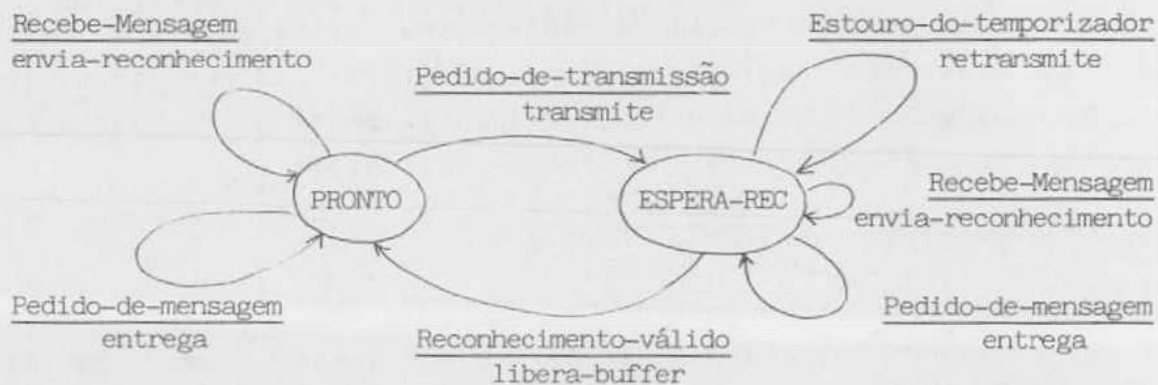 Recebe-Mensagem
envia-reconhecimento
Estouro-do-temporizador
retransmite
Pedido-de-transmissão
transmite
PRONTO
ESPERA-REC
Recebe-Mensagem
envia-reconhecimento
Pedido-de-mensagem
entrega
Reconhecimento-válido
libera-buffer
Pedido-de-mensagem
entrega